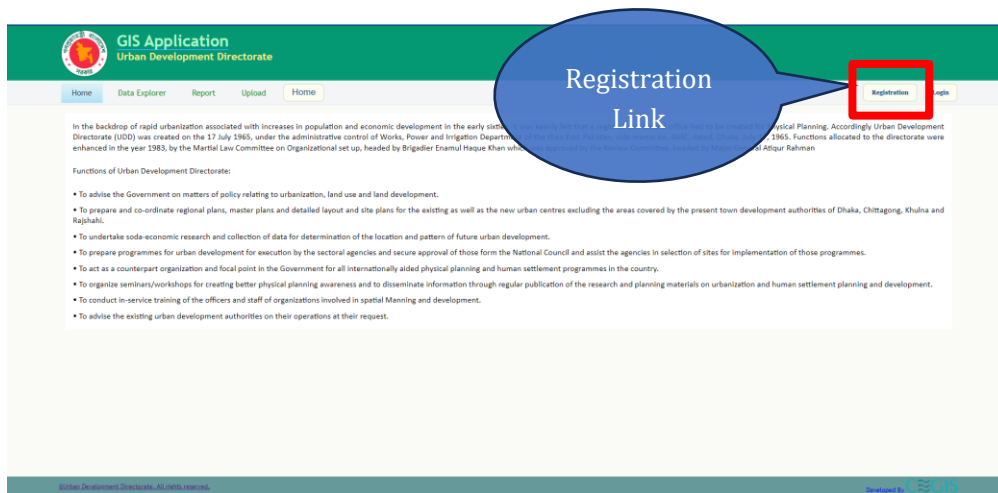 GIS Application
Urban Development Directorate
Home Data Explorer Report Upload Home Registration Login
Registration
Link
In the backdrop of rapid urbanization associated with increases in population and economic development in the early sixties
Directorate (UDD) was created on the 17 July 1965, under the administrative control of Works, Power and Irrigation Department 1965. Functions allocated to the directorate were
enhanced in the year 1983, by the Martial Law Committee on Organizational set up, headed by Brigadier Enamul Haque Khan Atiqur Rahman
Functions of Urban Development Directorate:
• To advise the Government on matters of policy relating to urbanization, land use and land development.
• To prepare and co-ordinate regional plans, master plans and detailed layout and site plans for the existing as well as the new urban centres excluding the areas covered by the present town development authorities of Dhaka, Chittagong, Khulna and
Rajshahi.
• To undertake soda-economic research and collection of data for determination of the location and pattern of future urban development.
• To prepare programmes for urban development for execution by the sectoral agencies and secure approval of those form the National Council and assist the agencies in selection of sites for implementation of those programmes.
• To act as a counterpart organization and focal point in the Government for all internationally aided physical planning and human settlement programmes in the country.
• To organize seminars/workshops for creating better physical planning awareness and to disseminate information through regular publication of the research and planning materials on urbanization and human settlement planning and development.
• To conduct in-service training of the officers and staff of organizations involved in spatial Manning and development.
• To advise the existing urban development authorities on their operations at their request.
©Urban Development Directorate. All rights reserved.
Developed By CEGIS